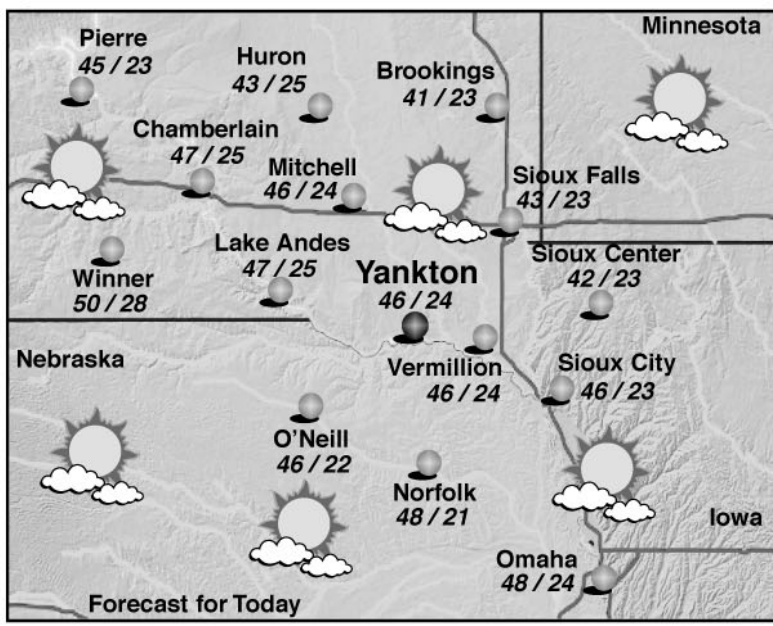 Minnesota
Pierre
45 / 23
Huron
43 / 25
Brookings
41 / 23
Chamberlain
47 / 25
Mitchell
46 / 24
Sioux Falls
43 / 23
Winner
50 / 28
Lake Andes
47 / 25
Yankton
46 / 24
Sioux Center
42 / 23
Nebraska
Vermillion
46 / 24
Sioux City
46 / 23
O'Neill
46 / 22
Norfolk
48 / 21
Iowa
Omaha
48 / 24
Forecast for Today